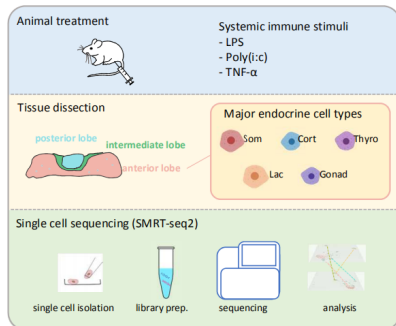 Animal treatment
Systemic immune stimuli
- LPS
- Poly(i:c)
- TNF-α
Tissue dissection
posterior lobe
intermediate lobe
anterior lobe
Major endocrine cell types
Som
Cort
Thyro
Lac
Gonad
Single cell sequencing (SMRT-seq2)
single cell isolation
library prep.
sequencing
analysis